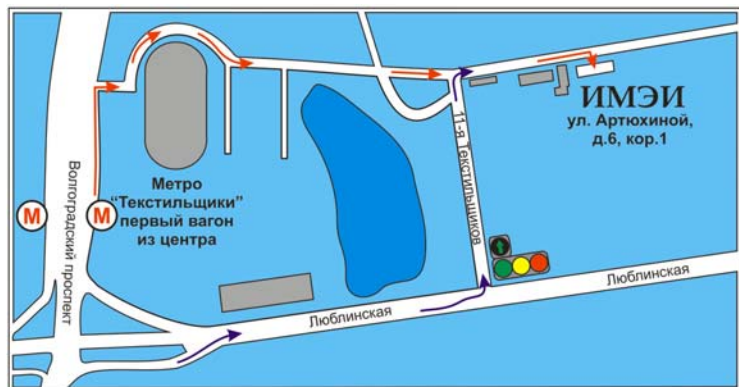 ИМЭИ
ул. Артюхиной,
д.6, кор.1
11-я Текстильщиков
Волгоградский проспект
М
М
Метро
“Текстильщики”
первый вагон
из центра
Люблинская
Люблинская